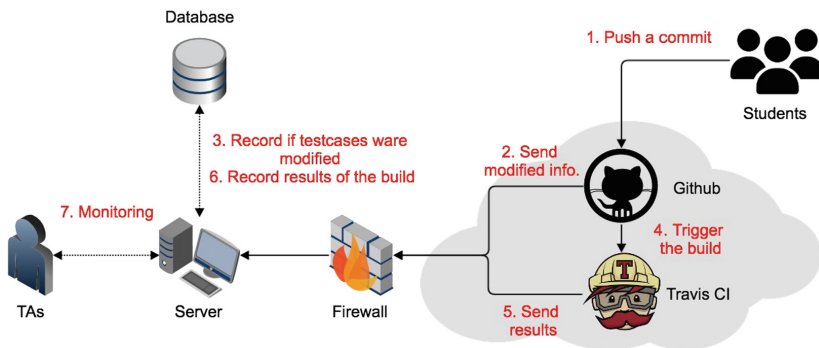 Database
1. Push a commit
Students
3. Record if testcases ware
modified
6. Record results of the build
2. Send
modified info.
Github
7. Monitoring
4. Trigger
the build
T
Travis CI
5. Send
results
TAs
Server
Firewall